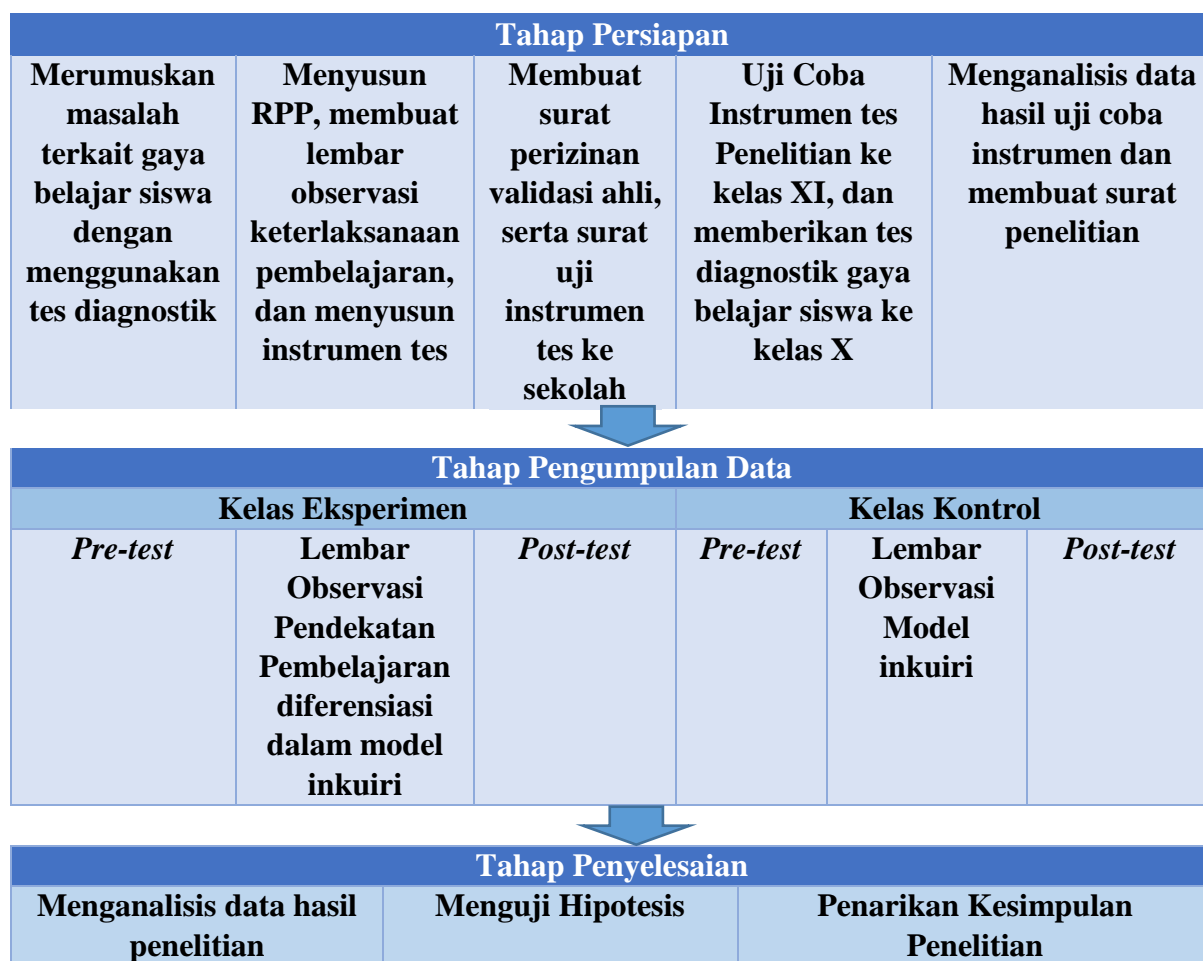 Tahap Persiapan
Merumuskan
masalah
terkait gaya
belajar siswa
dengan
menggunakan
tes diagnostik
Menyusun
RPP, membuat
lembar
observasi
keterlaksanaan
pembelajaran,
dan menyusun
instrumen tes
Membuat
surat
perizinan
validasi ahli,
serta surat
uji
instrumen
tes ke
sekolah
Uji Coba
Instrumen tes
Penelitian ke
kelas XI, dan
memberikan tes
diagnostik gaya
belajar siswa ke
kelas X
Menganalisis data
hasil uji coba
instrumen dan
membuat surat
penelitian
Tahap Pengumpulan Data
Kelas Eksperimen
Kelas Kontrol
Pre-test
Lembar
Observasi
Pendekatan
Pembelajaran
diferensiasi
dalam model
inkuiri
Post-test
Pre-test
Lembar
Observasi
Model
inkuiri
Post-test
Tahap Penyelesaian
Menganalisis data hasil
penelitian
Menguji Hipotesis
Penarikan Kesimpulan
Penelitian